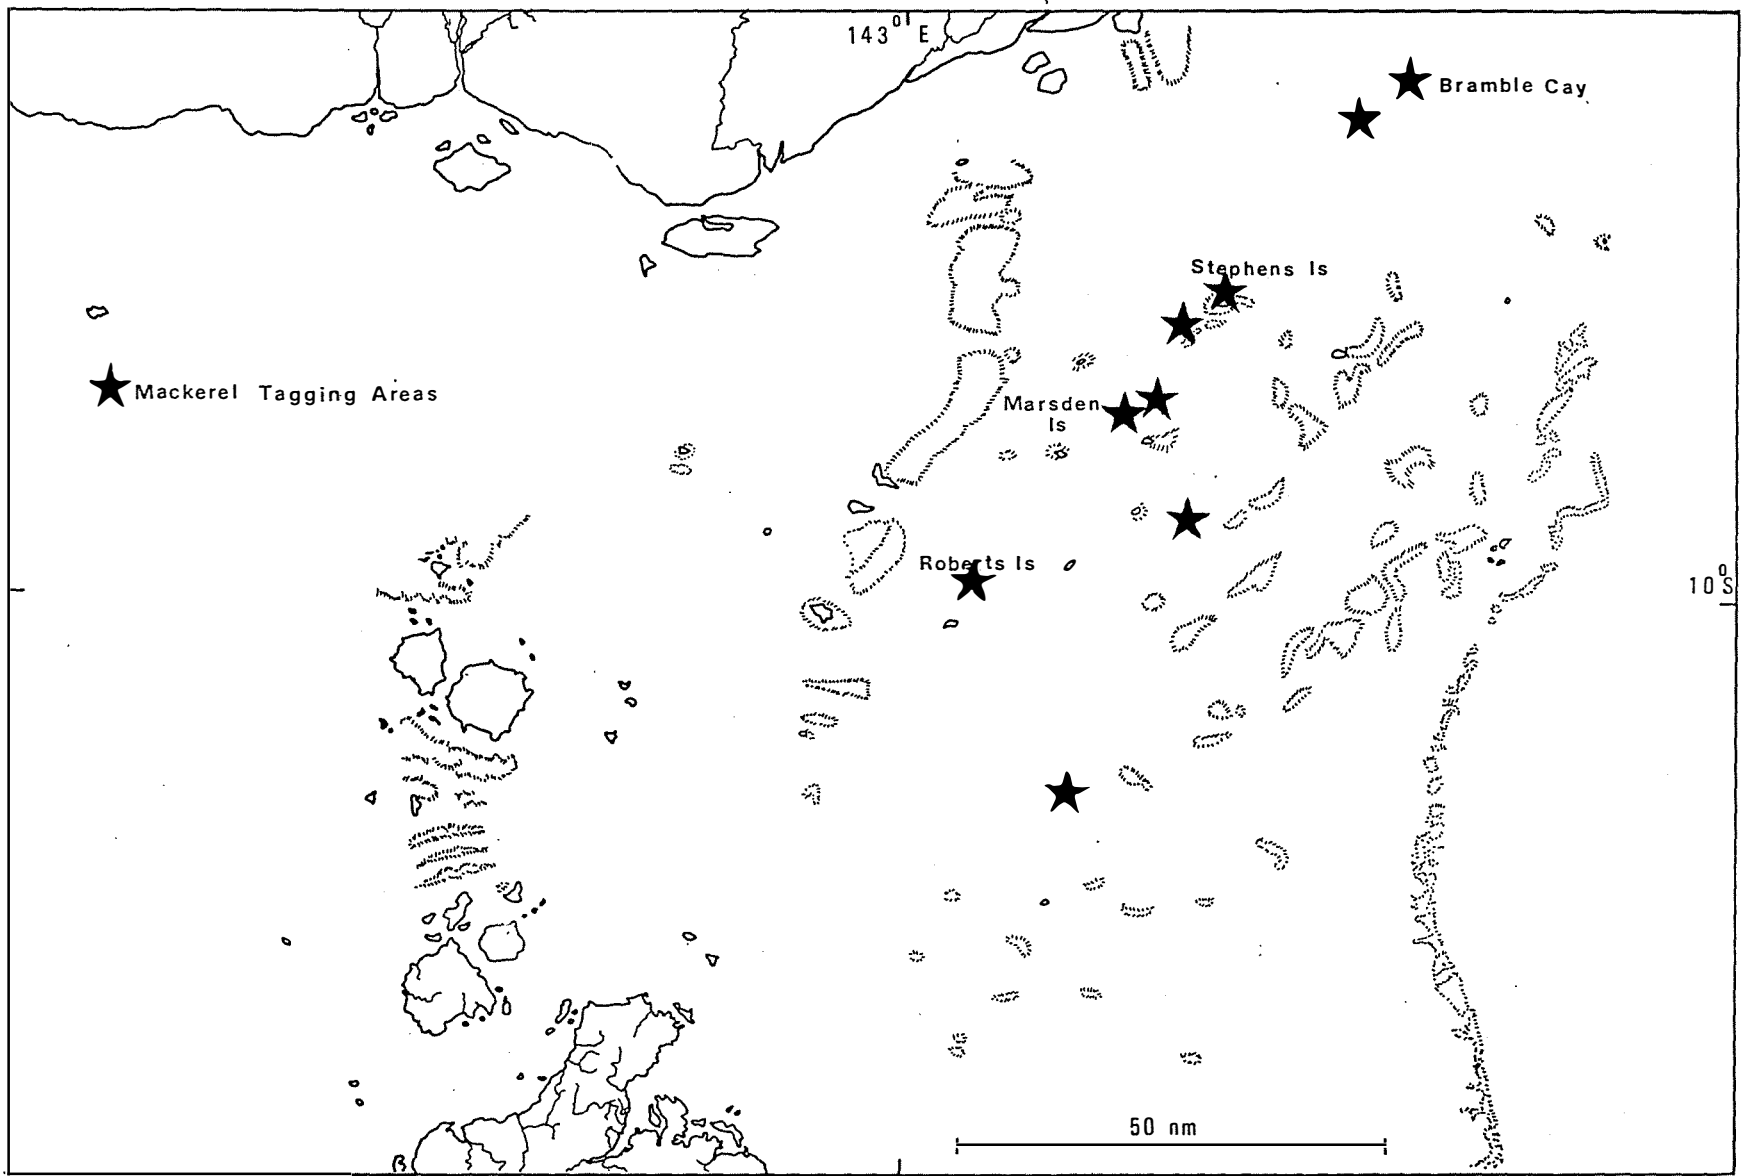 143° E
Bramble Cay
Stephens Is
Mackerel Tagging Areas
Marsden
Is
Roberts Is
10°S
50 nm